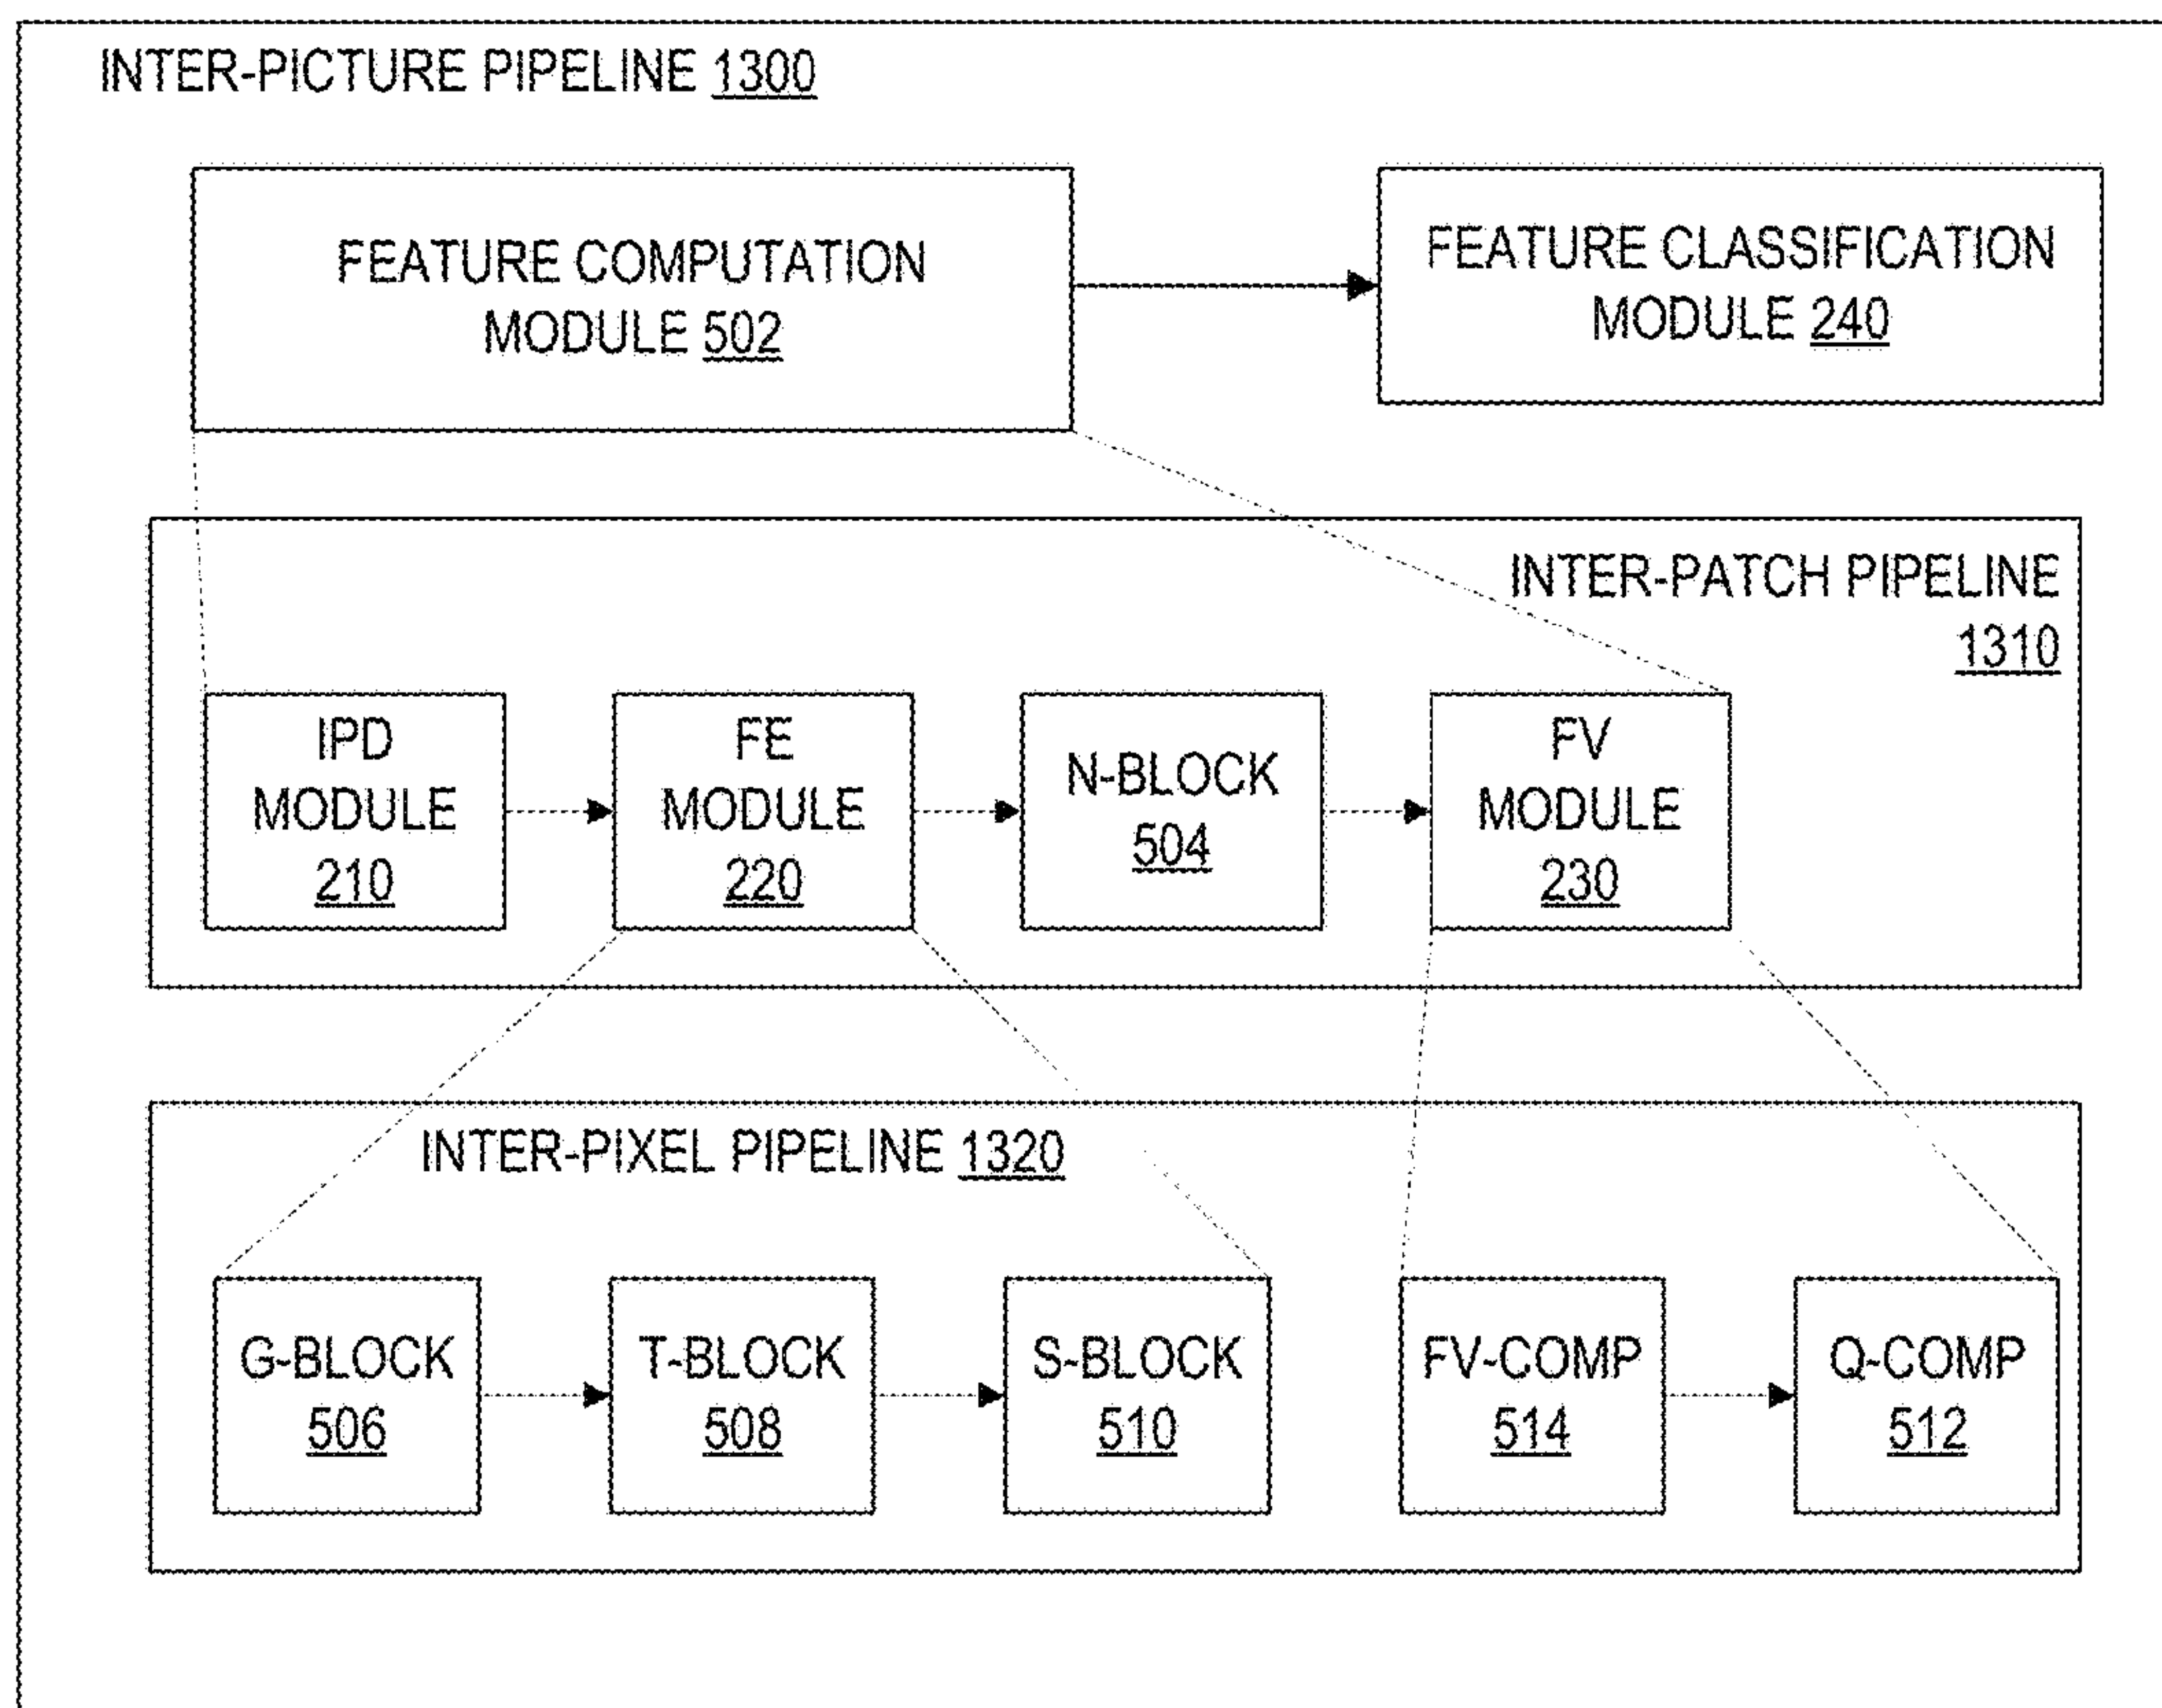 INTER-PICTURE PIPELINE 1300
FEATURE COMPUTATION
MODULE 502
FEATURE CLASSIFICATION
MODULE 240
INTER-PATCH PIPELINE
1310
IPD
MODULE
210
FE
MODULE
220
N-BLOCK
504
FV
MODULE
230
INTER-PIXEL PIPELINE 1320
G-BLOCK
506
T-BLOCK
508
S-BLOCK
510
FV-COMP
514
Q-COMP
512